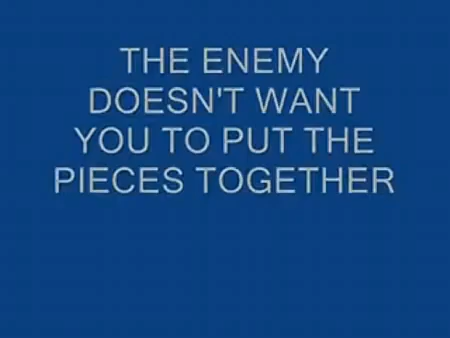 THE ENEMY
DOESN'T WANT
YOU TO PUT THE
PIECES TOGETHER